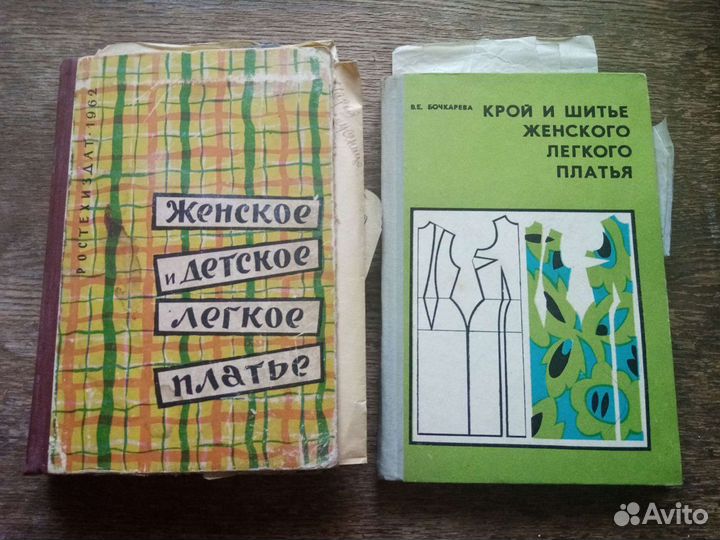 РОСТЕХИЗДАТ·1962
ЖЕНСКОЕ
и ДЕТСКОЕ
ЛЕГКОЕ
ПЛАТЬЕ
В.Е. БОЧКАРЕВА
КРОЙ И ШИТЬЕ
ЖЕНСКОГО
ЛЕГКОГО
ПЛАТЬЯ
Avito